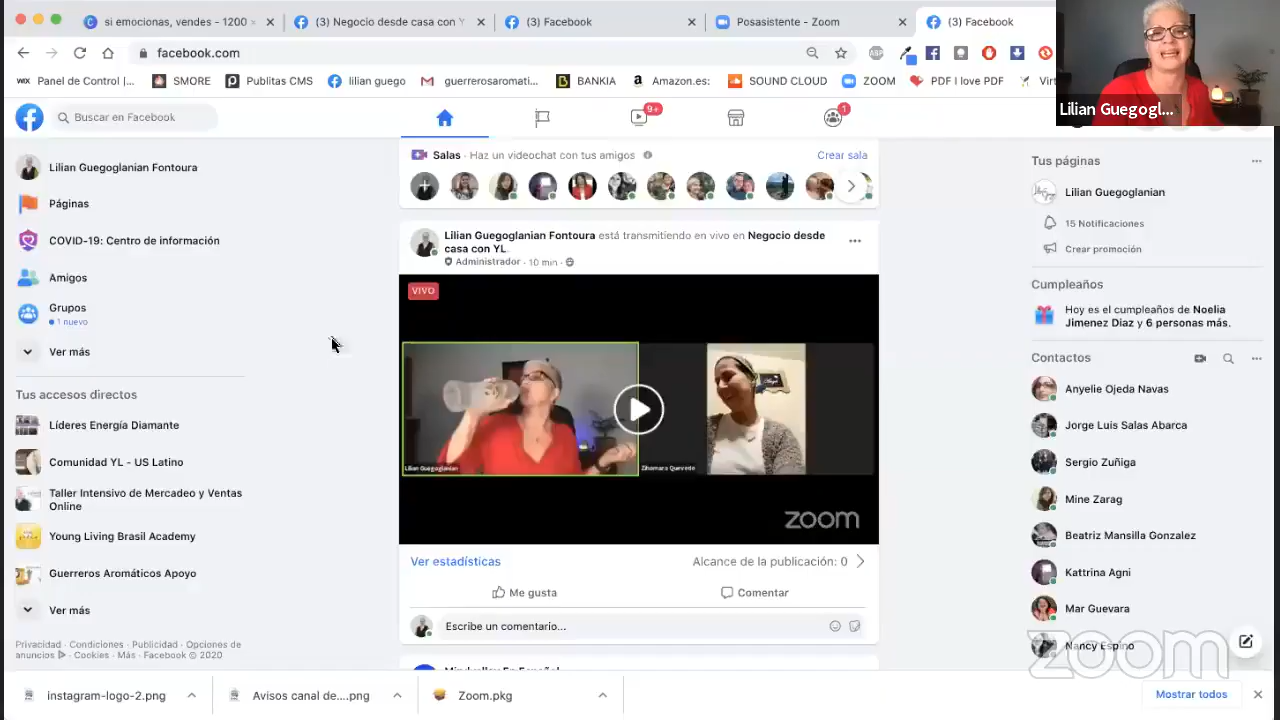 si emocionas, vendes - 1200
(3) Negocio desde casa con Y
(3) Facebook
Posasistente - Zoom
(3) Facebook
facebook.com
Panel de Control |...
SMORE
Publitas CMS
lilian guego
guerrerosaromati...
BANKIA
Amazon.es:
SOUND CLOUD
ZOOM
PDF I love PDF
Lilian Guegogl...
Buscar en Facebook
9+
1
Lilian Guegoglanian Fontoura
Páginas
COVID-19: Centro de información
Amigos
Grupos
1 nuevo
Ver más
Tus accesos directos
Líderes Energía Diamante
Comunidad YL - US Latino
Taller Intensivo de Mercadeo y Ventas
Online
Young Living Brasil Academy
Guerreros Aromáticos Apoyo
Ver más
Privacidad · Condiciones · Publicidad · Opciones de
anuncios · Cookies · Más · Facebook © 2020
Salas · Haz un videochat con tus amigos
Crear sala
Lilian Guegoglanian Fontoura está transmitiendo en vivo en Negocio desde
casa con YL.
Administrador · 10 min ·
VIVO
Lilian Guegoglanian
Zihamara Quevedo
zoom
Ver estadísticas
Alcance de la publicación: 0
Me gusta
Comentar
Escribe un comentario...
Mindvalley En Español
Tus páginas
Lilian Guegoglanian
15 Notificaciones
Crear promoción
Cumpleaños
Hoy es el cumpleaños de Noelia
Jimenez Diaz y 6 personas más.
Contactos
Anyelie Ojeda Navas
Jorge Luis Salas Abarca
Sergio Zuñiga
Mine Zarag
Beatriz Mansilla Gonzalez
Kattrina Agni
Mar Guevara
Nancy Espino
zoom
instagram-logo-2.png
Avisos canal de....png
Zoom.pkg
Mostrar todos